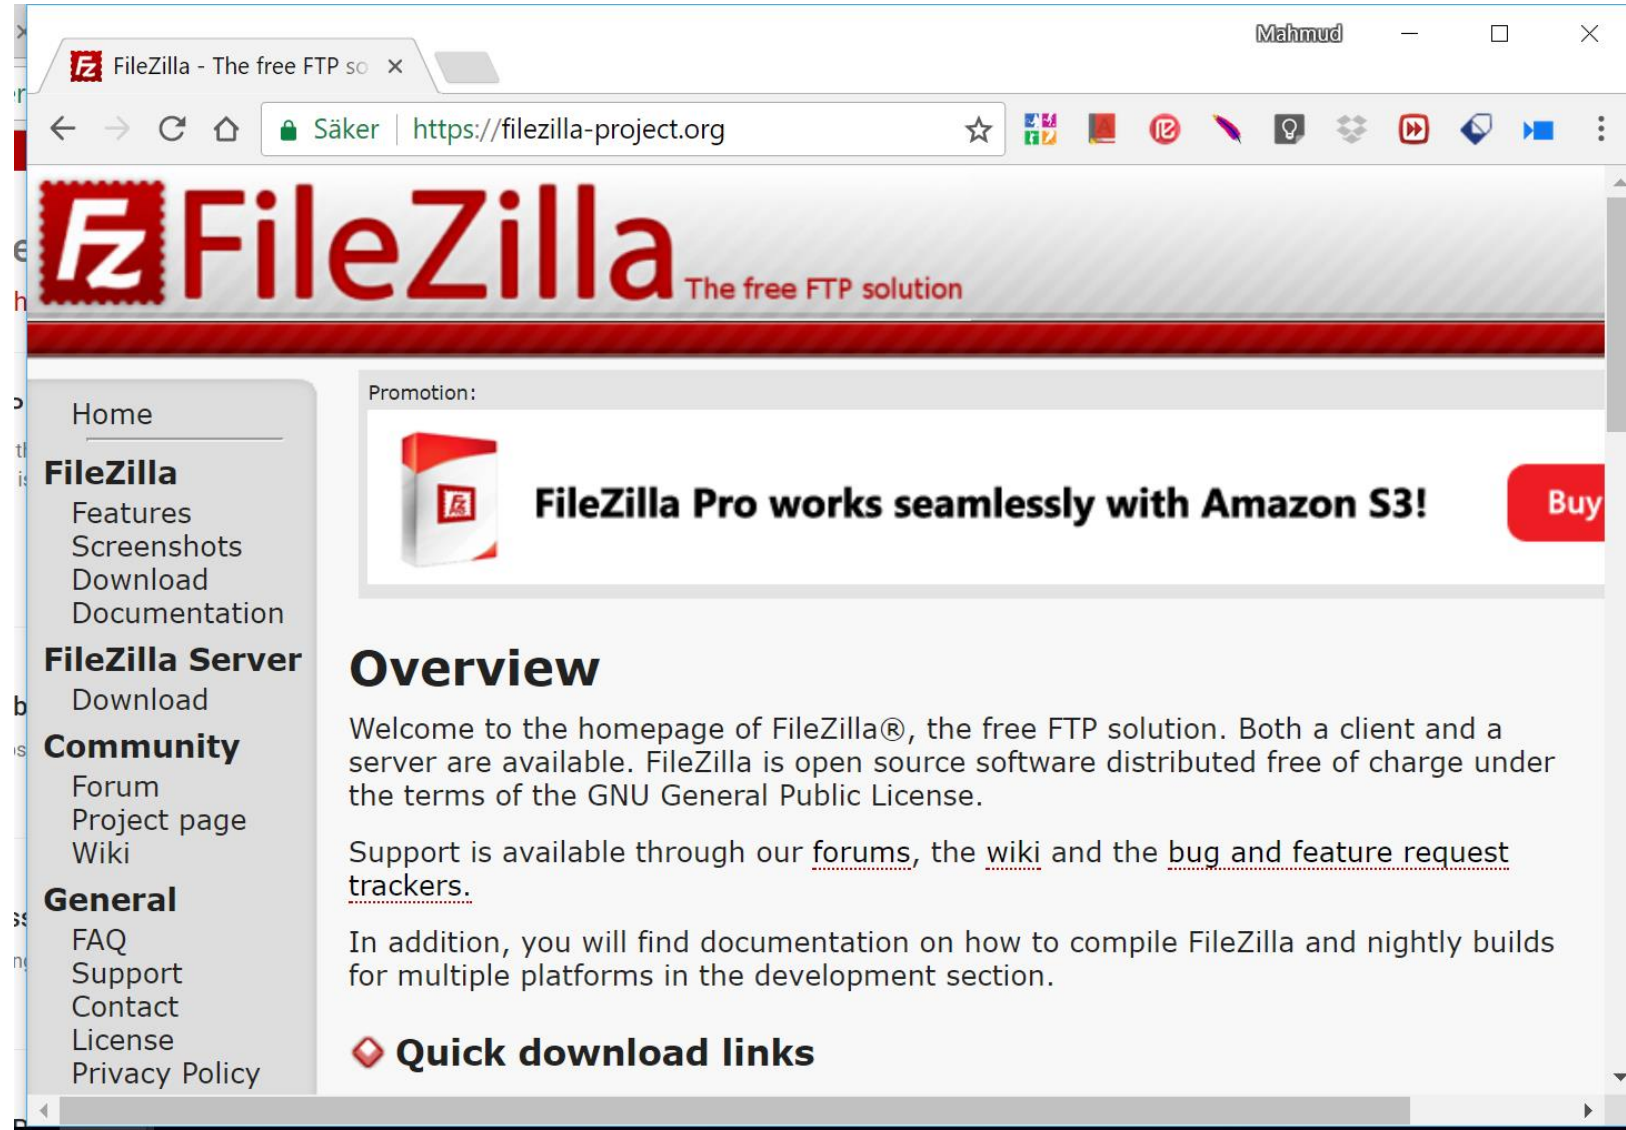 Mahmud
FileZilla - The free FTP so
Säker https://filezilla-project.org
Fz FileZilla The free FTP solution
Promotion:
FileZilla Pro works seamlessly with Amazon S3!
Buy
Home
FileZilla
Features
Screenshots
Download
Documentation
FileZilla Server
Download
Community
Forum
Project page
Wiki
General
FAQ
Support
Contact
License
Privacy Policy
Overview
Welcome to the homepage of FileZilla®, the free FTP solution. Both a client and a
server are available. FileZilla is open source software distributed free of charge under
the terms of the GNU General Public License.
Support is available through our forums, the wiki and the bug and feature request
trackers.
In addition, you will find documentation on how to compile FileZilla and nightly builds
for multiple platforms in the development section.
Quick download links